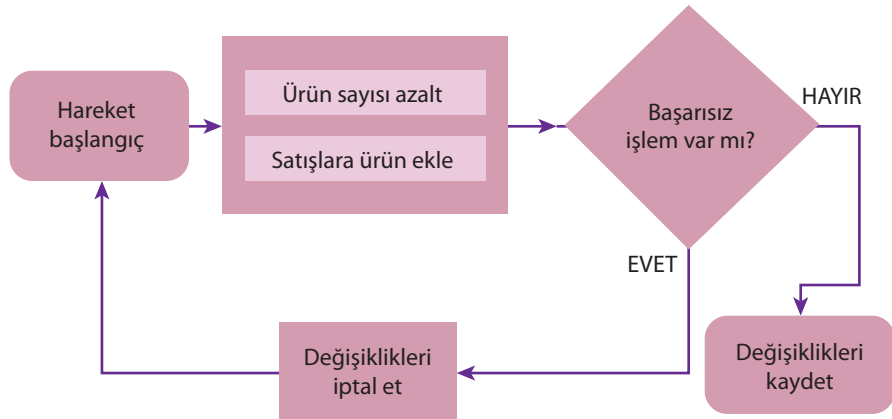 Hareket
başlangıç
Ürün sayısı azalt
Satışlara ürün ekle
Başarısız
işlem var mı?
HAYIR
EVET
Değişiklikleri
iptal et
Değişiklikleri
kaydet